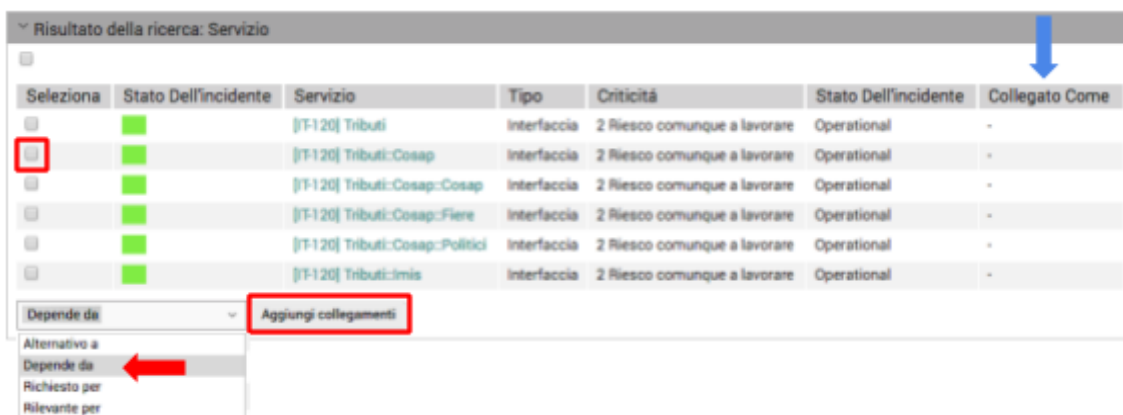 Risultato della ricerca: Servizio
Seleziona Stato Dell'incidente Servizio Tipo Criticitá Stato Dell'incidente Collegato Come
[IT-120] Tributi Interfaccia 2 Riesco comunque a lavorare Operational -
[IT-120] Tributi::Cosap Interfaccia 2 Riesco comunque a lavorare Operational -
[IT-120] Tributi::Cosap::Cosap Interfaccia 2 Riesco comunque a lavorare Operational -
[IT-120] Tributi::Cosap::Fiere Interfaccia 2 Riesco comunque a lavorare Operational -
[IT-120] Tributi::Cosap::Politici Interfaccia 2 Riesco comunque a lavorare Operational -
[IT-120] Tributi::Imis Interfaccia 2 Riesco comunque a lavorare Operational -
Depende da Aggiungi collegamenti
Alternativo a
Depende da
Richiesto per
Rilevante per